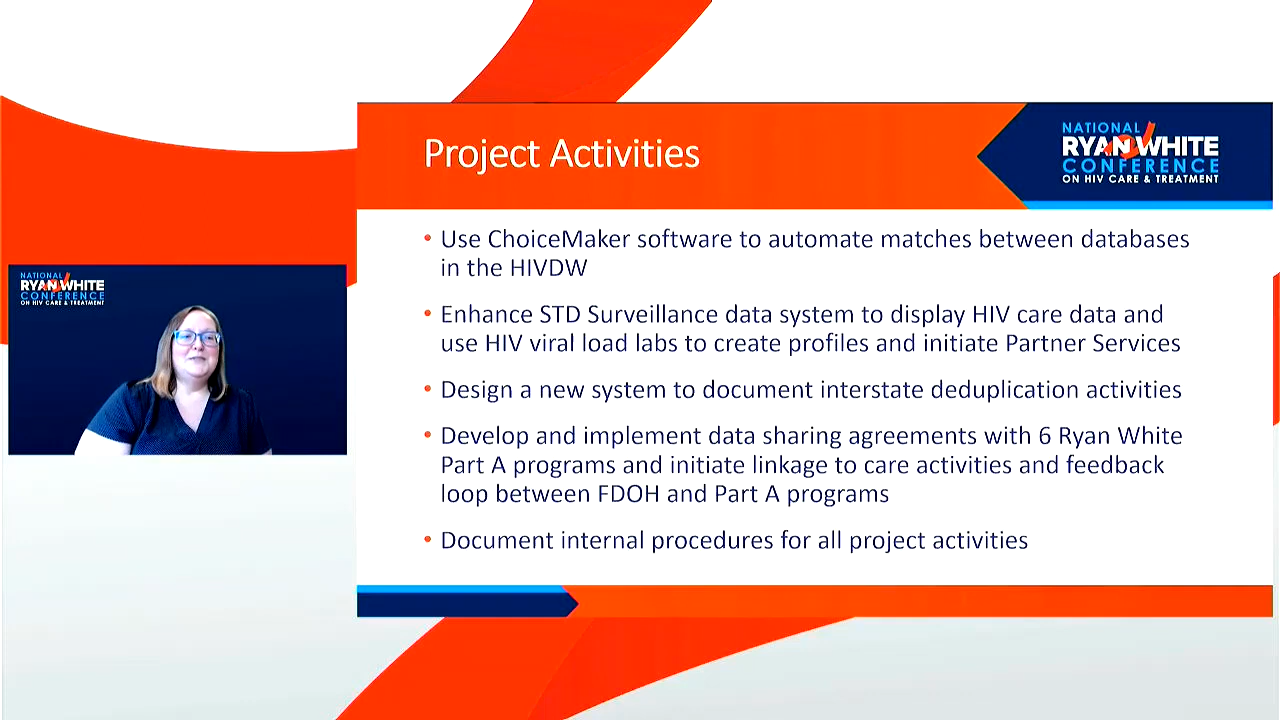 NATIONAL
RYAN WHITE
CONFERENCE
ON HIV CARE & TREATMENT
Project Activities
NATIONAL
RYAN WHITE
CONFERENCE
ON HIV CARE & TREATMENT
• Use ChoiceMaker software to automate matches between databases
in the HIVDW
• Enhance STD Surveillance data system to display HIV care data and
use HIV viral load labs to create profiles and initiate Partner Services
• Design a new system to document interstate deduplication activities
• Develop and implement data sharing agreements with 6 Ryan White
Part A programs and initiate linkage to care activities and feedback
loop between FDOH and Part A programs
• Document internal procedures for all project activities